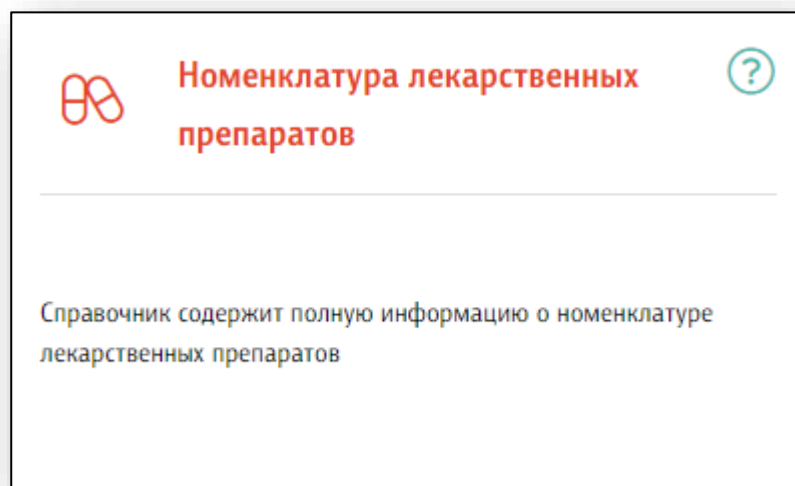 Номенклатура лекарственных
препаратов
?
Справочник содержит полную информацию о номенклатуре
лекарственных препаратов